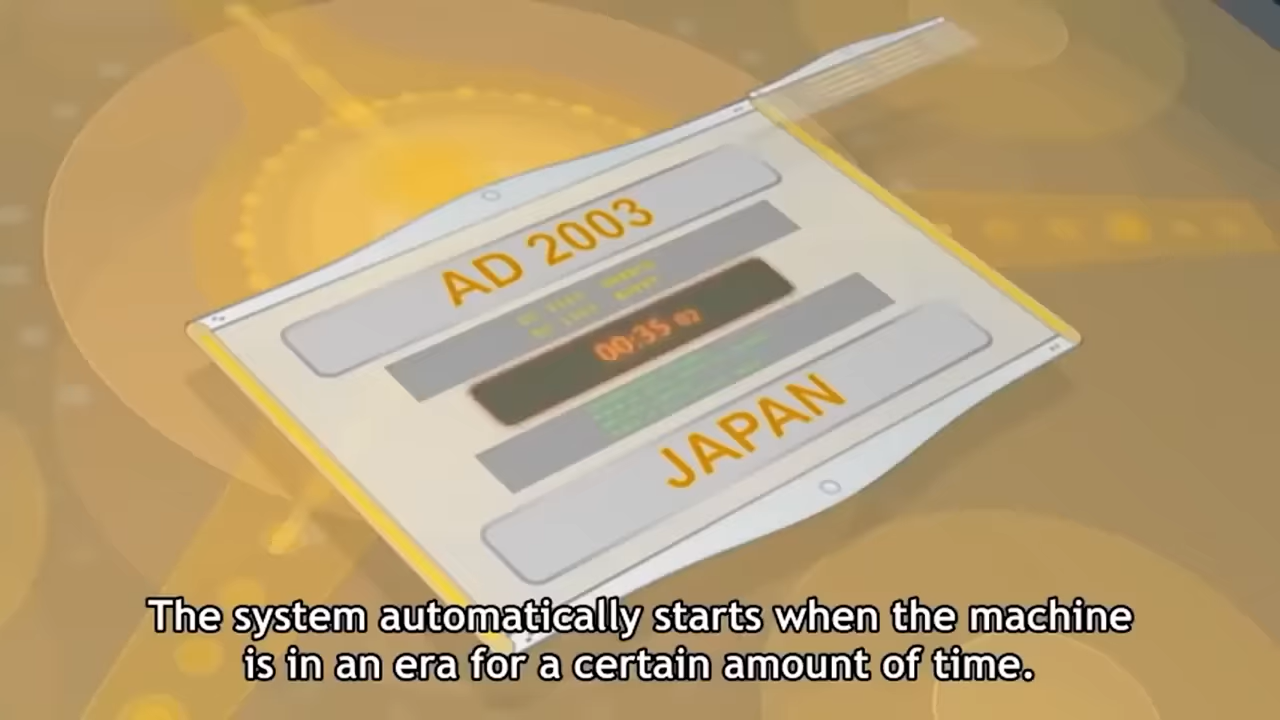 AD 2003
00:35 02
JAPAN
The system automatically starts when the machine
is in an era for a certain amount of time.